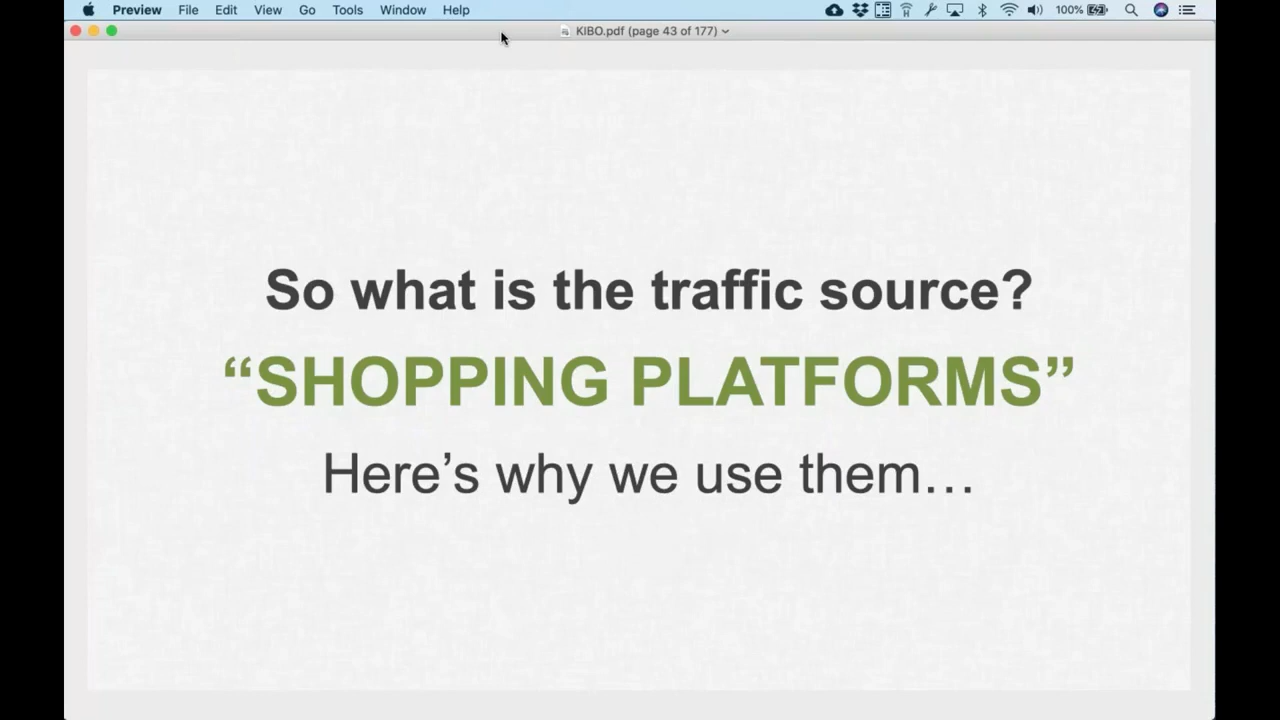 Preview File Edit View Go Tools Window Help 100%
KIBO.pdf (page 43 of 177)
So what is the traffic source?
“SHOPPING PLATFORMS”
Here’s why we use them…